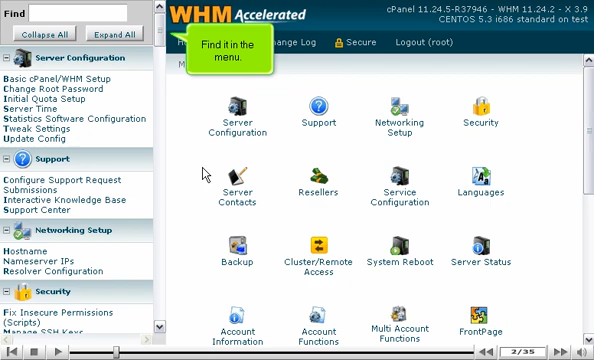 Find
Collapse All
Expand All
Server Configuration
Basic cPanel/WHM Setup
Change Root Password
Initial Quota Setup
Server Time
Statistics Software Configuration
Tweak Settings
Update Config
Support
Configure Support Request
Submissions
Interactive Knowledge Base
Support Center
Networking Setup
Hostname
Nameserver IPs
Resolver Configuration
Security
Fix Insecure Permissions
(Scripts)
Manage SSH Keys
WHM Accelerated
cPanel 11.24.5-R37946 - WHM 11.24.2 - X 3.9
CENTOS 5.3 i686 standard on test
Find it in the
menu.
ange Log
Secure
Logout (root)
Server
Configuration
Support
Networking
Setup
Security
Server
Contacts
Resellers
Service
Configuration
Languages
Backup
Cluster/Remote
Access
System Reboot
Server Status
Account
Information
Account
Functions
Multi Account
Functions
FrontPage
2/35